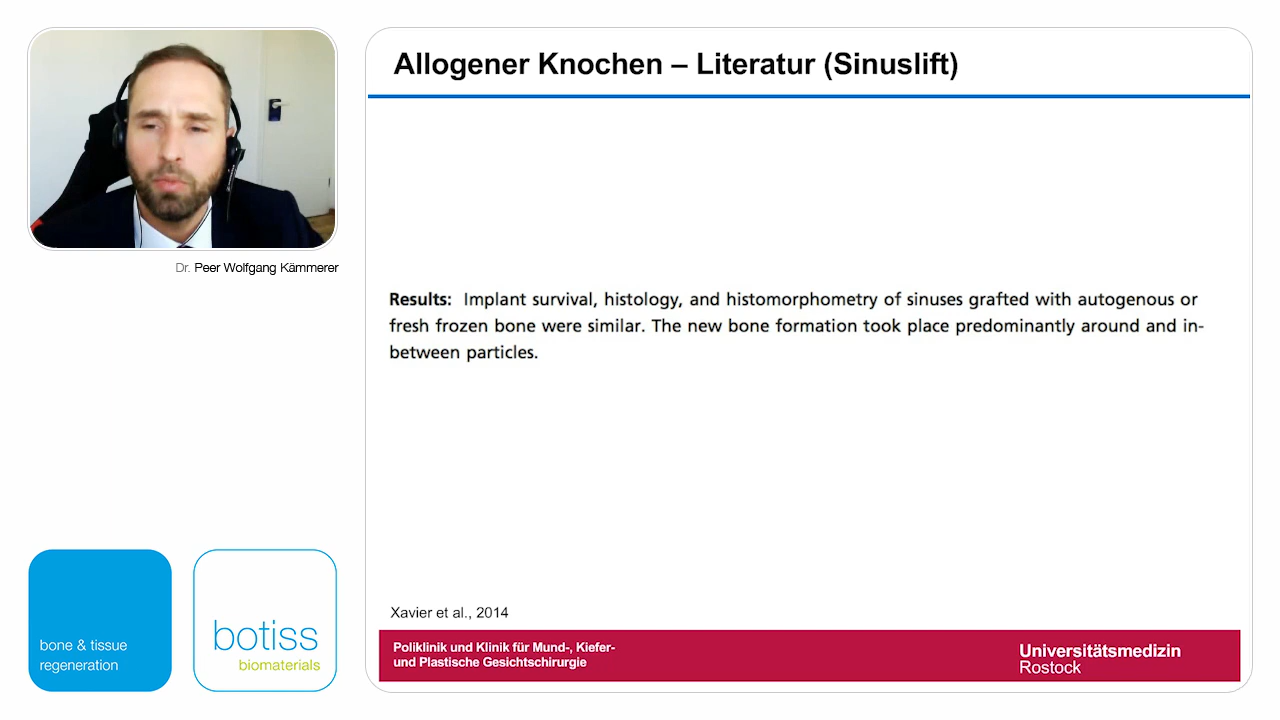 Allogener Knochen – Literatur (Sinuslift)
Dr. Peer Wolfgang Kämmerer
Results: Implant survival, histology, and histomorphometry of sinuses grafted with autogenous or
fresh frozen bone were similar. The new bone formation took place predominantly around and in-
between particles.
Xavier et al., 2014
Poliklinik und Klinik für Mund-, Kiefer-
und Plastische Gesichtschirurgie
Universitätsmedizin
Rostock
bone & tissue
regeneration
botiss
biomaterials